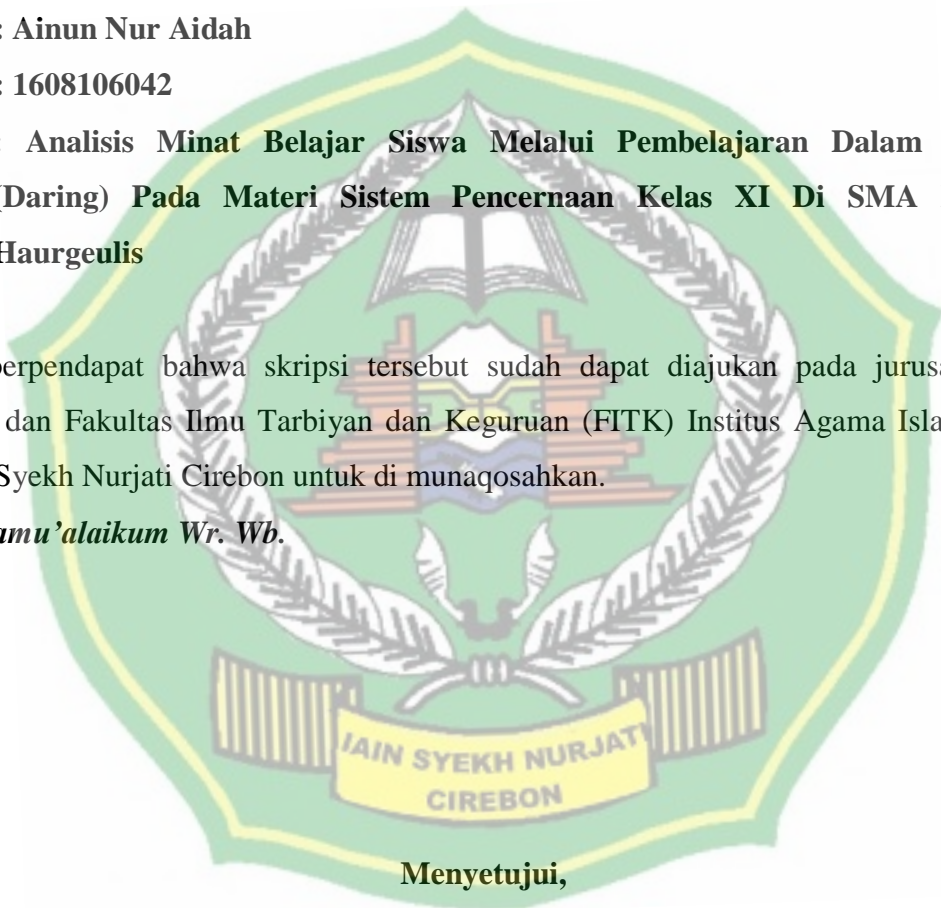 : Ainun Nur Aidah
: 1608106042
: Analisis Minat Belajar Siswa Melalui Pembelajaran Dalam
(Daring) Pada Materi Sistem Pencernaan Kelas XI Di SMA
Haurgeulis
berpendapat bahwa skripsi tersebut sudah dapat diajukan pada
dan Fakultas Ilmu Tarbiyan dan Keguruan (FITK) Institus Agama
Syekh Nurjati Cirebon untuk di munaqosahkan.
amu’alaikum Wr. Wb.
IAIN SYEKH NURJATI
CIREBON
Menyetujui,